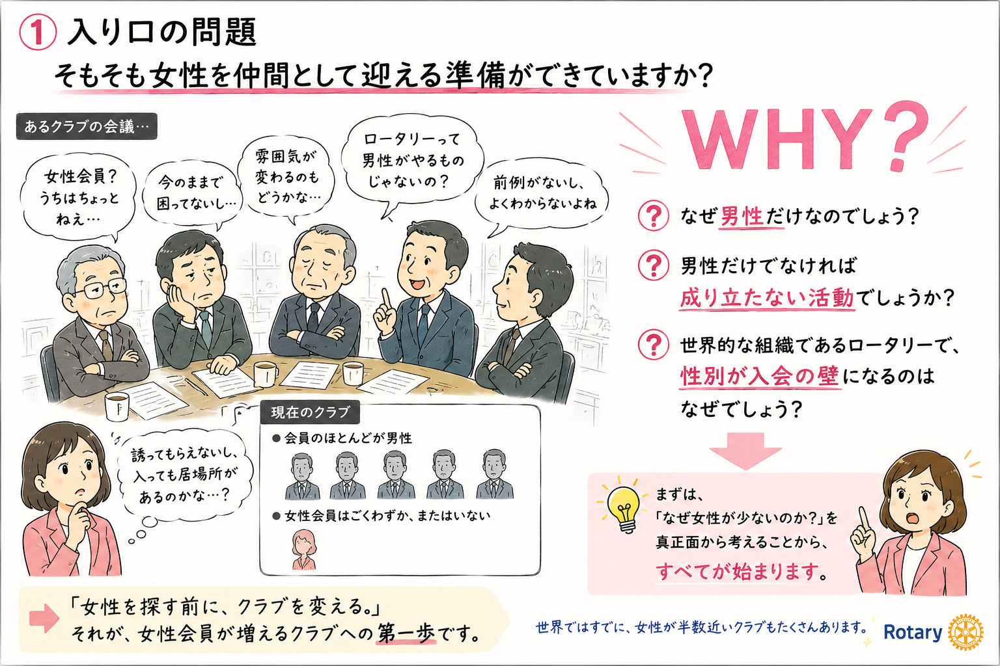 ① 入り口の問題
そもそも女性を仲間として迎える準備ができていますか?
あるクラブの会議…
女性会員?
うちはちょっと
ねえ…
今のままで
困ってないし…
雰囲気が
変わるのも
どうかな…
ロータリーって
男性がやるもの
じゃないの?
前例がないし、
よくわからないよね
WHY?
? なぜ男性だけなのでしょう?
? 男性だけでなければ
成り立たない活動でしょうか?
? 世界的な組織であるロータリーで、
性別が入会の壁になるのは
なぜでしょう?
誘ってもらえないし、
入っても居場所が
あるのかな…?
現在のクラブ
● 会員のほとんどが男性
● 女性会員はごくわずか、またはいない
まずは、
「なぜ女性が少ないのか?」を
真正面から考えることから、
すべてが始まります。
「女性を探す前に、クラブを変える。」
それが、女性会員が増えるクラブへの第一歩です。
世界ではすでに、女性が半数近いクラブもたくさんあります。
Rotary